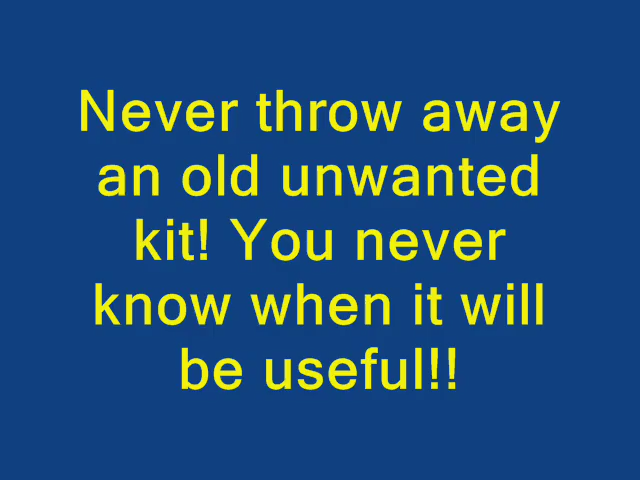 Never throw away
an old unwanted
kit! You never
know when it will
be useful!!